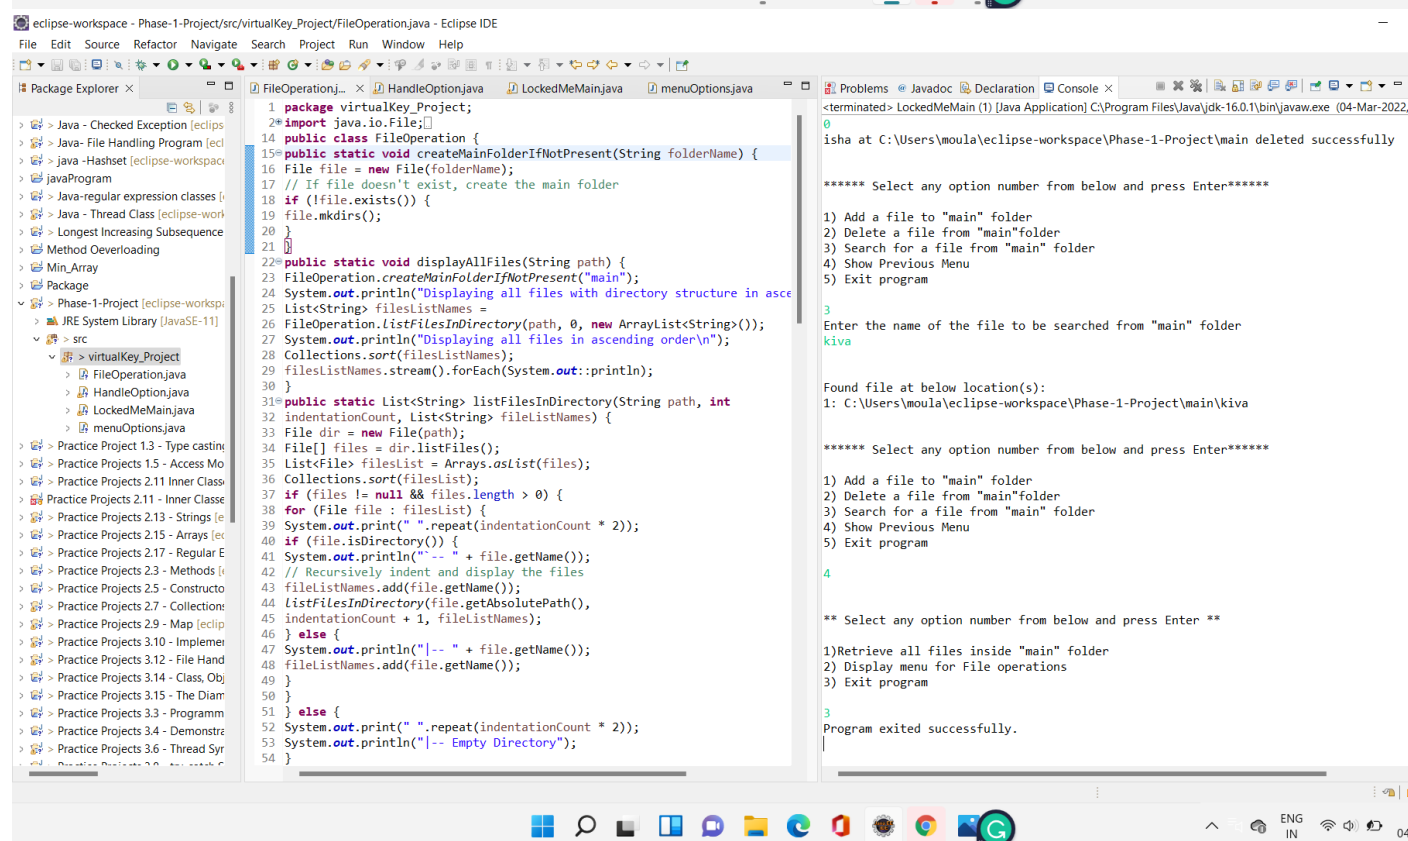 eclipse-workspace - Phase-1-Project/src/virtualKey_Project/FileOperation.java - Eclipse IDE
File Edit Source Refactor Navigate Search Project Run Window Help
Package Explorer
> Java - Checked Exception [eclips
> Java- File Handling Program [ecl
> java -Hashset [eclipse-workspace
javaProgram
> Java-regular expression classes [
> Java - Thread Class [eclipse-work
> Longest Increasing Subsequence
Method Oeverloading
Min_Array
Package
> Phase-1-Project [eclipse-workspa
JRE System Library [JavaSE-11]
> src
> virtualKey_Project
FileOperation.java
HandleOption.java
LockedMeMain.java
menuOptions.java
> Practice Project 1.3 - Type casting
> Practice Projects 1.5 - Access Mo
> Practice Projects 2.11 Inner Class
Practice Projects 2.11 - Inner Classe
> Practice Projects 2.13 - Strings [e
> Practice Projects 2.15 - Arrays [ec
> Practice Projects 2.17 - Regular E
> Practice Projects 2.3 - Methods [
> Practice Projects 2.5 - Constructo
> Practice Projects 2.7 - Collections
> Practice Projects 2.9 - Map [eclip
> Practice Projects 3.10 - Implemer
> Practice Projects 3.12 - File Hand
> Practice Projects 3.14 - Class, Obj
> Practice Projects 3.15 - The Diam
> Practice Projects 3.3 - Programm
> Practice Projects 3.4 - Demonstra
> Practice Projects 3.6 - Thread Syr
FileOperation.j... HandleOption.java LockedMeMain.java menuOptions.java
1 package virtualKey_Project;
2 import java.io.File;
14 public class FileOperation {
15 public static void createMainFolderIfNotPresent(String folderName) {
16 File file = new File(folderName);
17 // If file doesn't exist, create the main folder
18 if (!file.exists()) {
19 file.mkdirs();
20 }
21 }
22 public static void displayAllFiles(String path) {
23 FileOperation.createMainFolderIfNotPresent("main");
24 System.out.println("Displaying all files with directory structure in asce
25 List<String> filesListNames =
26 FileOperation.listFilesInDirectory(path, 0, new ArrayList<String>());
27 System.out.println("Displaying all files in ascending order\n");
28 Collections.sort(filesListNames);
29 filesListNames.stream().forEach(System.out::println);
30 }
31 public static List<String> listFilesInDirectory(String path, int
32 indentationCount, List<String> fileListNames) {
33 File dir = new File(path);
34 File[] files = dir.listFiles();
35 List<File> filesList = Arrays.asList(files);
36 Collections.sort(filesList);
37 if (files != null && files.length > 0) {
38 for (File file : filesList) {
39 System.out.print(" ".repeat(indentationCount * 2));
40 if (file.isDirectory()) {
41 System.out.println("`-- " + file.getName());
42 // Recursively indent and display the files
43 fileListNames.add(file.getName());
44 listFilesInDirectory(file.getAbsolutePath(),
45 indentationCount + 1, fileListNames);
46 } else {
47 System.out.println("|-- " + file.getName());
48 fileListNames.add(file.getName());
49 }
50 }
51 } else {
52 System.out.print(" ".repeat(indentationCount * 2));
53 System.out.println("|-- Empty Directory");
54 }
Problems Javadoc Declaration Console
<terminated> LockedMeMain (1) [Java Application] C:\Program Files\Java\jdk-16.0.1\bin\javaw.exe (04-Mar-2022,
0
isha at C:\Users\moula\eclipse-workspace\Phase-1-Project\main deleted successfully
****** Select any option number from below and press Enter******
1) Add a file to "main" folder
2) Delete a file from "main"folder
3) Search for a file from "main" folder
4) Show Previous Menu
5) Exit program
3
Enter the name of the file to be searched from "main" folder
kiva
Found file at below location(s):
1: C:\Users\moula\eclipse-workspace\Phase-1-Project\main\kiva
****** Select any option number from below and press Enter******
1) Add a file to "main" folder
2) Delete a file from "main"folder
3) Search for a file from "main" folder
4) Show Previous Menu
5) Exit program
4
** Select any option number from below and press Enter **
1)Retrieve all files inside "main" folder
2) Display menu for File operations
3) Exit program
3
Program exited successfully.
ENG
IN
04